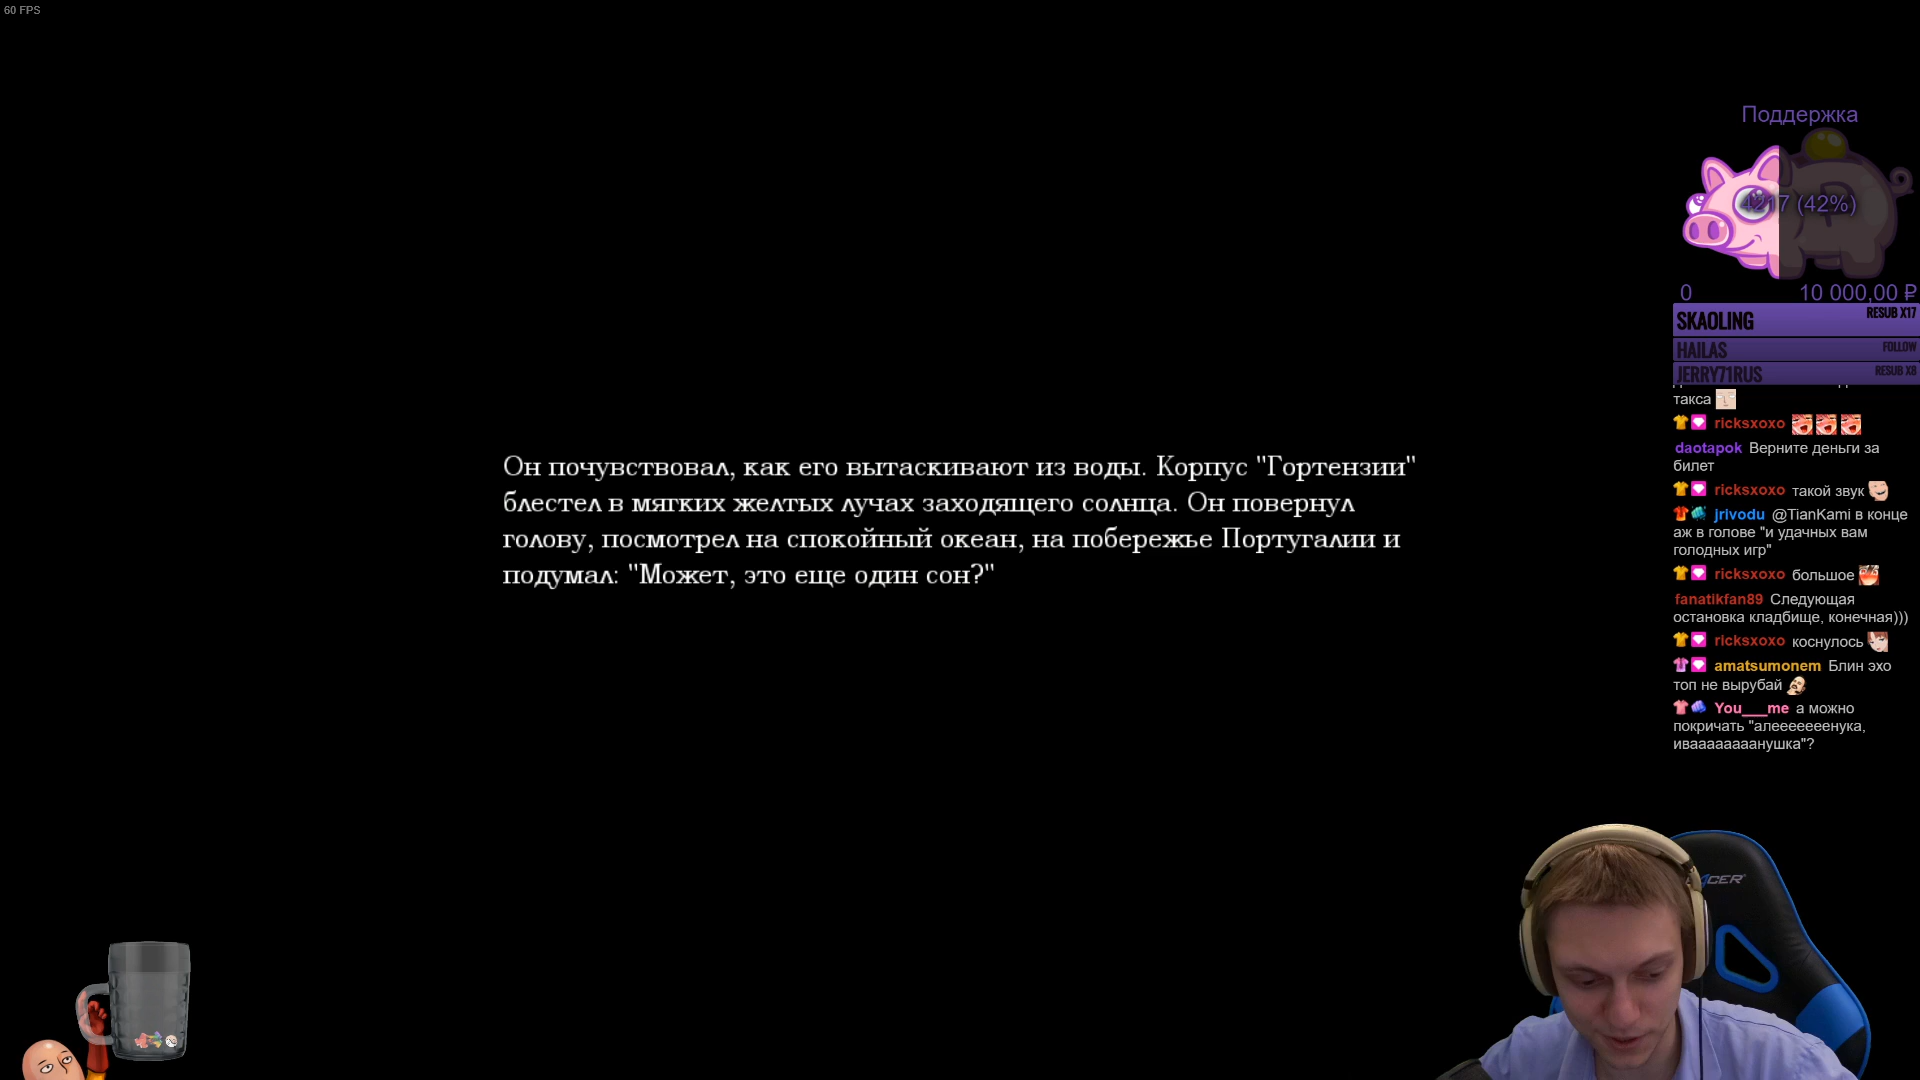 60 FPS
Поддержка
4217 (42%)
0 10 000,00 ₽
SKAOLING RESUB X17
HAILAS FOLLOW
JERRY71RUS RESUB X8
такса
ricksxoxo
daotapok Верните деньги за
билет
ricksxoxo такой звук
jrivodu @TianKami в конце
аж в голове "и удачных вам
голодных игр"
ricksxoxo большое
fanatikfan89 Следующая
остановка кладбище, конечная)))
ricksxoxo коснулось
amatsumonem Блин эхо
топ не вырубай
You___me а можно
покричать "алеееееееенука,
иваааааааанушка"?
Он почувствовал, как его вытаскивают из воды. Корпус "Гортензии"
блестел в мягких желтых лучах заходящего солнца. Он повернул
голову, посмотрел на спокойный океан, на побережье Португалии и
подумал: "Может, это еще один сон?"